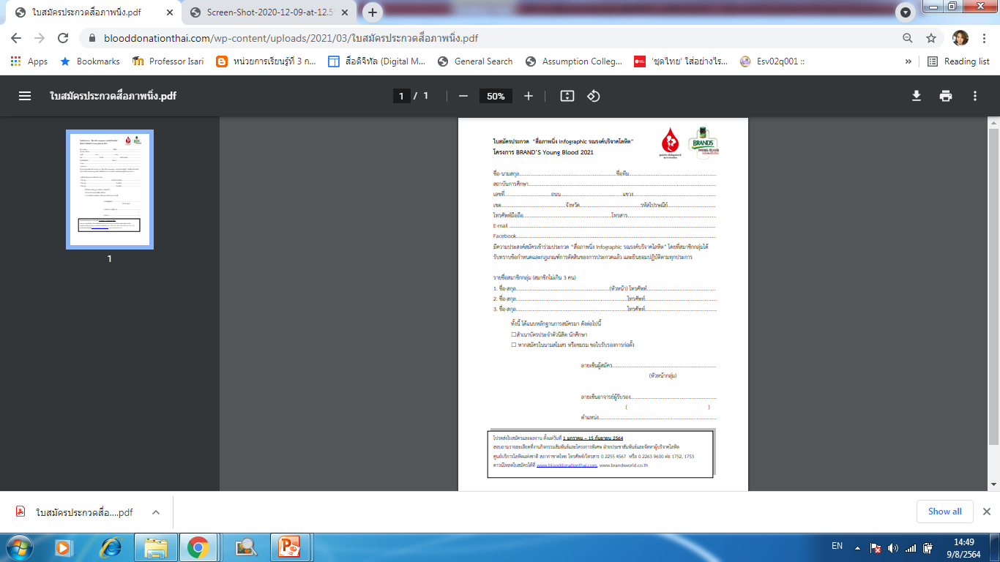 ใบสมัครประกวดสื่อภาพนิ่ง.pdf
Screen-Shot-2020-12-09-at-12.5
blooddonationthai.com/wp-content/uploads/2021/03/ใบสมัครประกวดสื่อภาพนิ่ง.pdf
Apps Bookmarks Professor Isari หน่วยการเรียนรู้ที่ 3 ก... สื่อดิจิทัล (Digital M... General Search Assumption Colleg... 'ชุดไทย' ใส่อย่างไร... Esv02q001 :: » Reading list
ใบสมัครประกวดสื่อภาพนิ่ง.pdf 1 / 1 50%
1
ใบสมัครประกวด "สื่อภาพนิ่ง Infographic รณรงค์บริจาคโลหิต"
โครงการ BRAND'S Young Blood 2021
BRAND'S
ชื่อ-นามสกุล..........ชื่อทีม..........
สถาบันการศึกษา..........
เลขที่..........ถนน..........แขวง..........
เขต..........จังหวัด..........รหัสไปรษณีย์..........
โทรศัพท์มือถือ..........โทรสาร..........
E-mail ..........
Facebook..........
มีความประสงค์สมัครเข้าร่วมประกวด "สื่อภาพนิ่ง Infographic รณรงค์บริจาคโลหิต" โดยที่สมาชิกกลุ่มได้
รับทราบข้อกำหนดและกฎเกณฑ์การตัดสินของการประกวดแล้ว และยินยอมปฏิบัติตามทุกประการ
รายชื่อสมาชิกกลุ่ม (สมาชิกไม่เกิน 3 คน)
1. ชื่อ-สกุล..........(หัวหน้า) โทรศัพท์..........
2. ชื่อ-สกุล..........โทรศัพท์..........
3. ชื่อ-สกุล..........โทรศัพท์..........
ทั้งนี้ ได้แนบหลักฐานการสมัครมา ดังต่อไปนี้
☐สำเนาบัตรประจำตัวนิสิต นักศึกษา
☐ หากสมัครในนามสโมสร หรือชมรม ขอใบรับรองการก่อตั้ง
ลายเซ็นผู้สมัคร..........
(หัวหน้ากลุ่ม)
ลายเซ็นอาจารย์ผู้รับรอง..........
( )
ตำแหน่ง..........
โปรดส่งใบสมัครและผลงาน ตั้งแต่วันที่ 1 มกราคม – 15 กันยายน 2564
สอบถามรายละเอียดที่งานกิจกรรมสัมพันธ์และโครงการพิเศษ ฝ่ายประชาสัมพันธ์และจัดหาผู้บริจาคโลหิต
ศูนย์บริการโลหิตแห่งชาติ สภากาชาดไทย โทรศัพท์/โทรสาร 0 2255 4567 หรือ 0 2263 9600 ต่อ 1752, 1753
ดาวน์โหลดใบสมัครได้ที่ www.blooddonationthai.com, www.brandsworld.co.th
ใบสมัครประกวดสื่อ....pdf
Show all
EN
14:49
9/8/2564